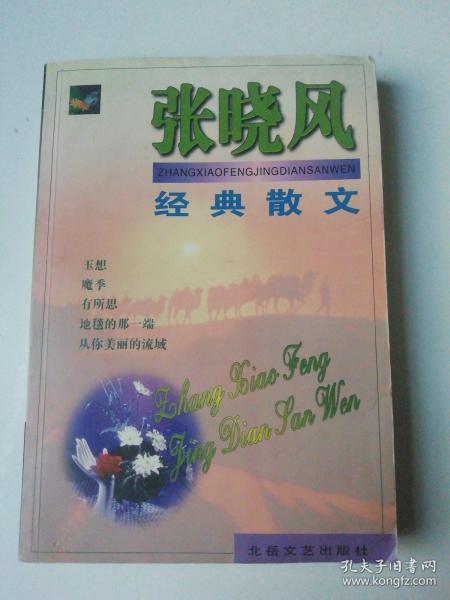 张晓风
ZHANGXIAOFENGJINGDIANSANWEN
经典散文
玉想
魔季
有所思
地毯的那一端
从你美丽的流域
Zhang Xiao Feng
Jing Dian San Wen
北岳文艺出版社
孔夫子旧书网
www.kongfz.com